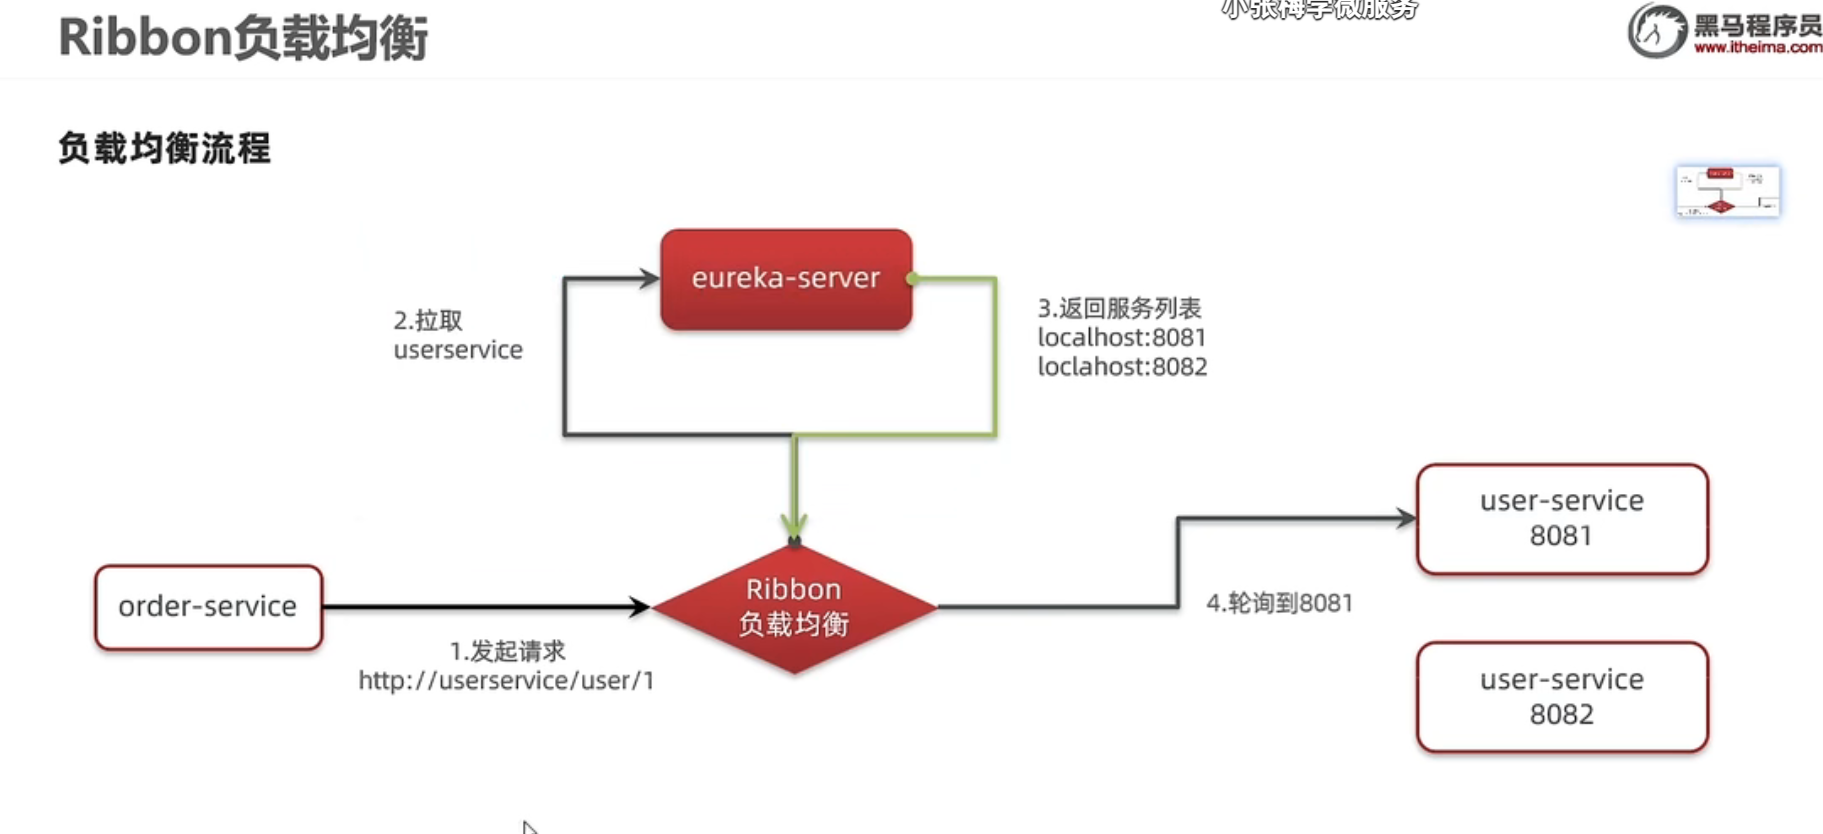 小张梅学微服务
Ribbon负载均衡
黑马程序员
www.itheima.com
负载均衡流程
eureka-server
2.拉取
userservice
3.返回服务列表
localhost:8081
loclahost:8082
order-service
1.发起请求
http://userservice/user/1
Ribbon
负载均衡
4.轮询到8081
user-service
8081
user-service
8082